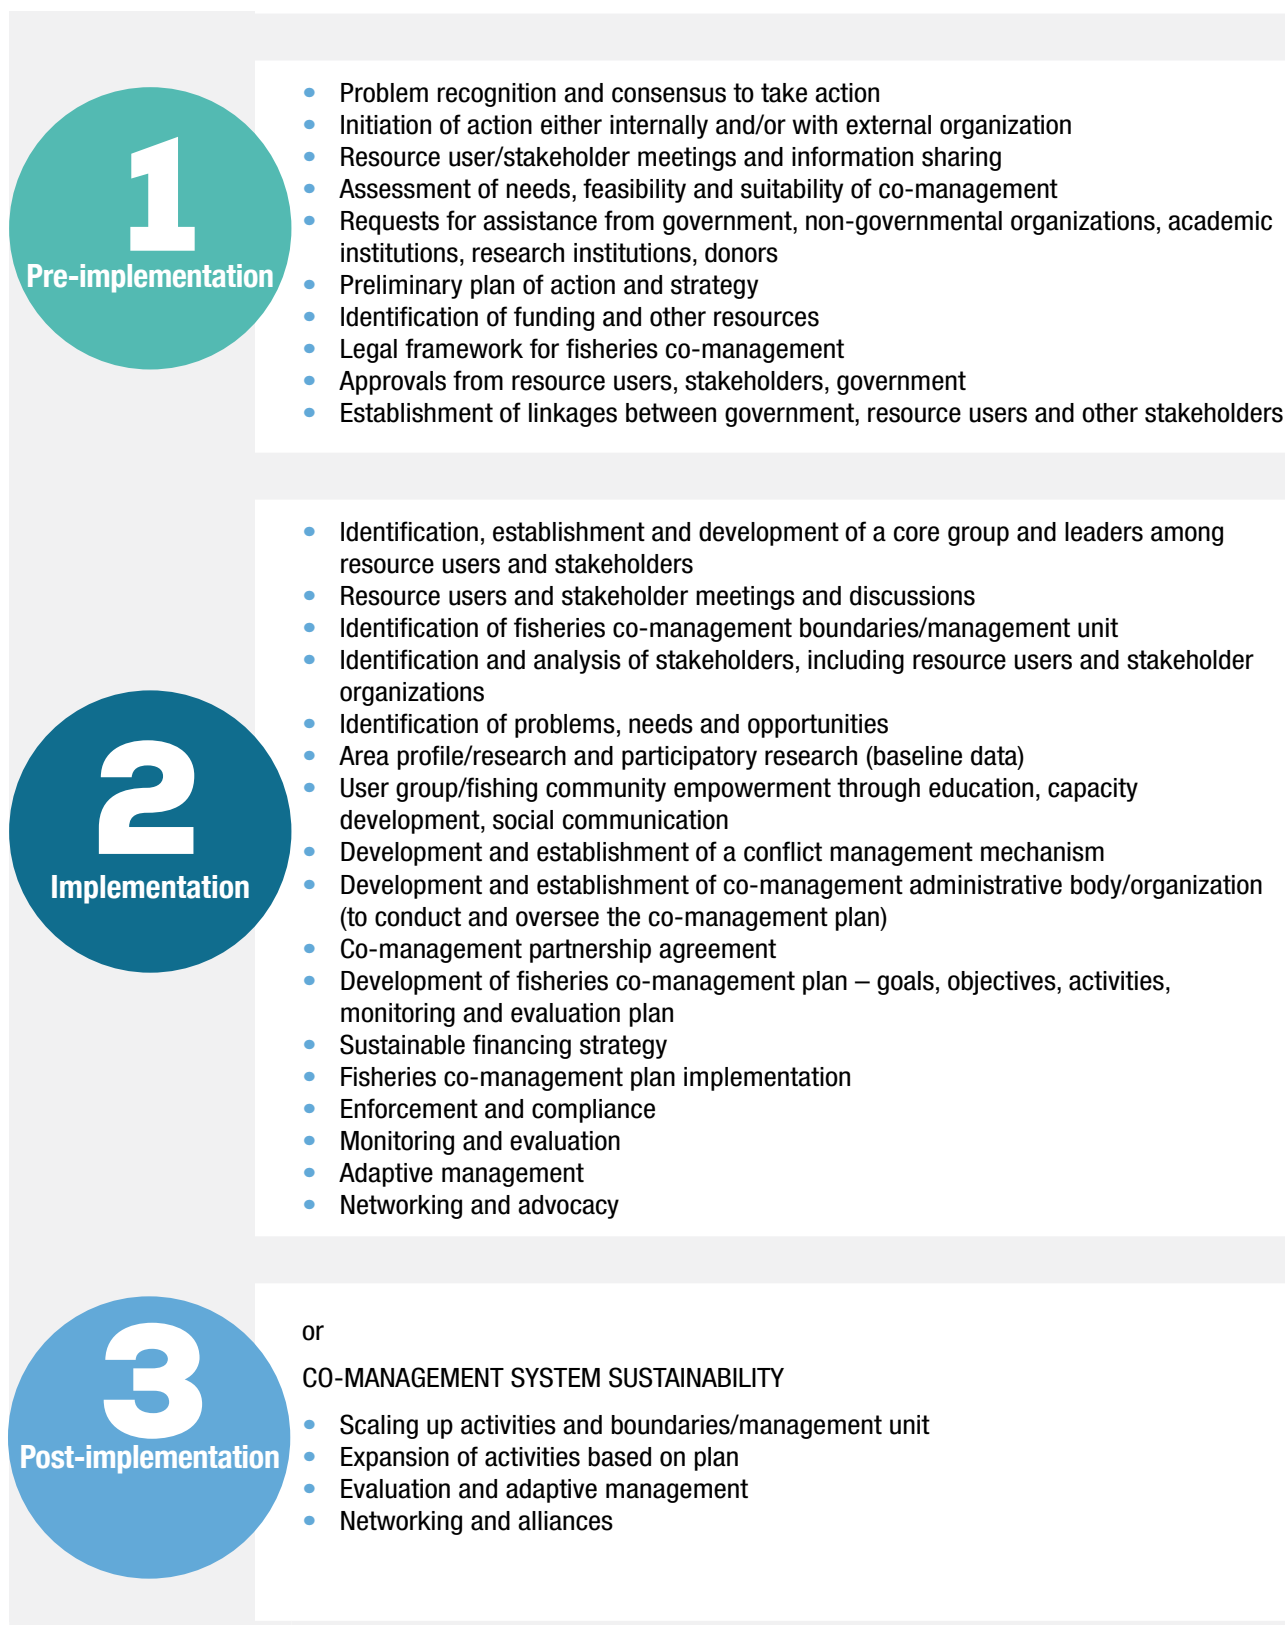 1
Pre-implementation
• Problem recognition and consensus to take action
• Initiation of action either internally and/or with external organization
• Resource user/stakeholder meetings and information sharing
• Assessment of needs, feasibility and suitability of co-management
• Requests for assistance from government, non-governmental organizations, academic
institutions, research institutions, donors
• Preliminary plan of action and strategy
• Identification of funding and other resources
• Legal framework for fisheries co-management
• Approvals from resource users, stakeholders, government
• Establishment of linkages between government, resource users and other stakeholders
2
Implementation
• Identification, establishment and development of a core group and leaders among
resource users and stakeholders
• Resource users and stakeholder meetings and discussions
• Identification of fisheries co-management boundaries/management unit
• Identification and analysis of stakeholders, including resource users and stakeholder
organizations
• Identification of problems, needs and opportunities
• Area profile/research and participatory research (baseline data)
• User group/fishing community empowerment through education, capacity
development, social communication
• Development and establishment of a conflict management mechanism
• Development and establishment of co-management administrative body/organization
(to conduct and oversee the co-management plan)
• Co-management partnership agreement
• Development of fisheries co-management plan – goals, objectives, activities,
monitoring and evaluation plan
• Sustainable financing strategy
• Fisheries co-management plan implementation
• Enforcement and compliance
• Monitoring and evaluation
• Adaptive management
• Networking and advocacy
3
Post-implementation
or
CO-MANAGEMENT SYSTEM SUSTAINABILITY
• Scaling up activities and boundaries/management unit
• Expansion of activities based on plan
• Evaluation and adaptive management
• Networking and alliances